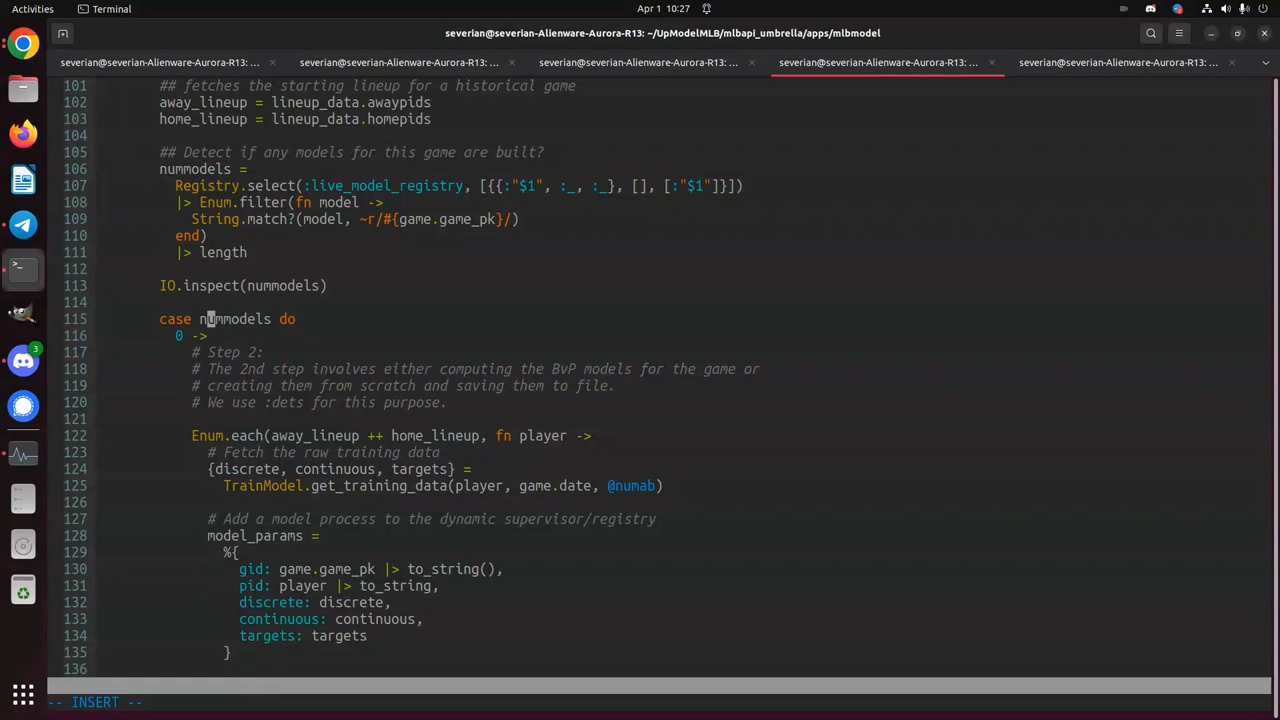 Activities
Terminal
Apr 1 10:27
severian@severian-Alienware-Aurora-R13: ~/UpModelMLB/mlbapi_umbrella/apps/mlbmodel
severian@severian-Alienware-Aurora-R13: ...
severian@severian-Alienware-Aurora-R13: ...
severian@severian-Alienware-Aurora-R13: ...
severian@severian-Alienware-Aurora-R13: ...
severian@severian-Alienware-Aurora-R13: ...
101 ## fetches the starting lineup for a historical game
102 away_lineup = lineup_data.awaypids
103 home_lineup = lineup_data.homepids
104
105 ## Detect if any models for this game are built?
106 nummodels =
107 Registry.select(:live_model_registry, [{{:"$1", :_, :_}, [], [:"$1"]}])
108 |> Enum.filter(fn model ->
109 String.match?(model, ~r/#{game.game_pk}/)
110 end)
111 |> length
112
113 IO.inspect(nummodels)
114
115 case nummodels do
116 0 ->
117 # Step 2:
118 # The 2nd step involves either computing the BvP models for the game or
119 # creating them from scratch and saving them to file.
120 # We use :dets for this purpose.
121
122 Enum.each(away_lineup ++ home_lineup, fn player ->
123 # Fetch the raw training data
124 {discrete, continuous, targets} =
125 TrainModel.get_training_data(player, game.date, @numab)
126
127 # Add a model process to the dynamic supervisor/registry
128 model_params =
129 %{
130 gid: game.game_pk |> to_string(),
131 pid: player |> to_string,
132 discrete: discrete,
133 continuous: continuous,
134 targets: targets
135 }
136
-- INSERT --
3